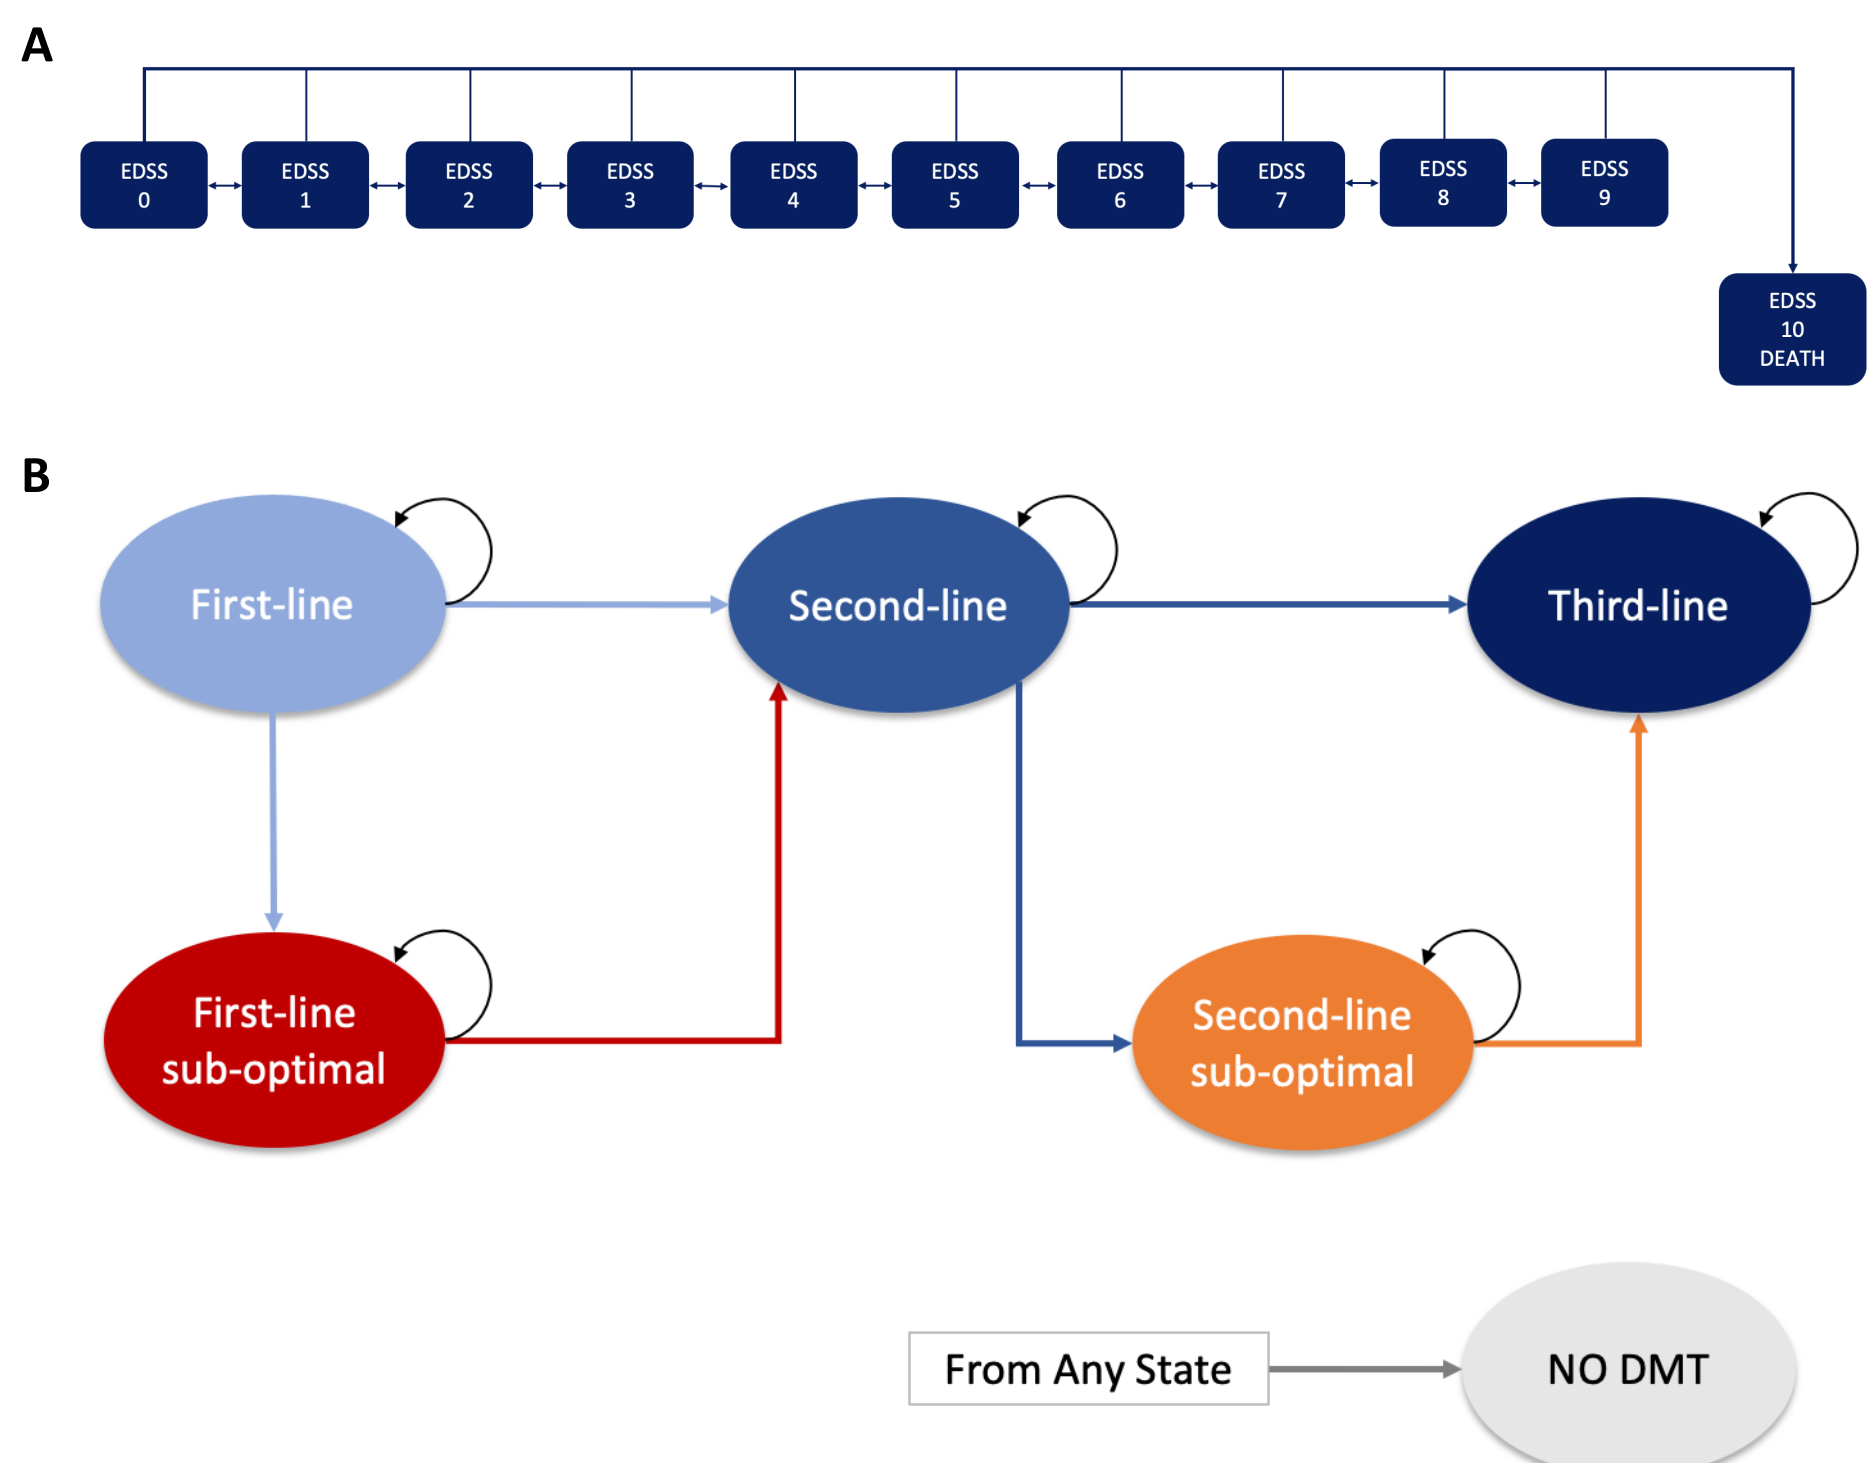 A
EDSS
0
EDSS
1
EDSS
2
EDSS
3
EDSS
4
EDSS
5
EDSS
6
EDSS
7
EDSS
8
EDSS
9
EDSS
10
DEATH
B
First-line
Second-line
Third-line
First-line
sub-optimal
Second-line
sub-optimal
From Any State
NO DMT